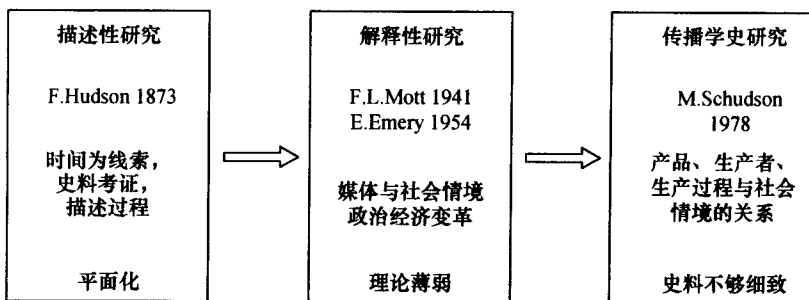 描述性研究
F.Hudson 1873
时间为线索，
史料考证，
描述过程
平面化
解释性研究
F.L.Mott 1941
E.Emery 1954
媒体与社会情境
政治经济变革
理论薄弱
传播学史研究
M.Schudson
1978
产品、生产者、
生产过程与社会
情境的关系
史料不够细致